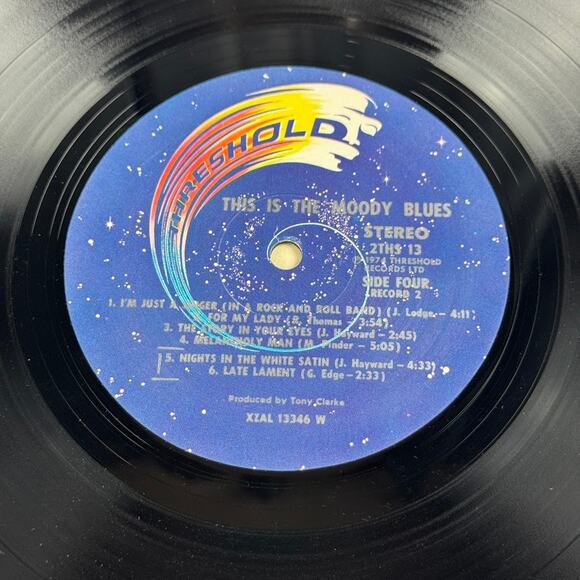 THRESHOLD
THIS IS THE MOODY BLUES
STEREO
2THS 13
℗ 1974 THRESHOLD
RECORDS LTD
SIDE FOUR
RECORD 2
1. I'M JUST A SINGER (IN A ROCK AND ROLL BAND) (J. Lodge - 4:11
FOR MY LADY (R. Thomas - 3:54)
3. THE STORY IN YOUR EYES (J. Hayward - 2:45)
4. MELANCHOLY MAN (M. Pinder - 5:05)
5. NIGHTS IN THE WHITE SATIN (J. Hayward - 4:33)
6. LATE LAMENT (G. Edge - 2:33)
Produced by Tony Clarke
XZAL 13346 W